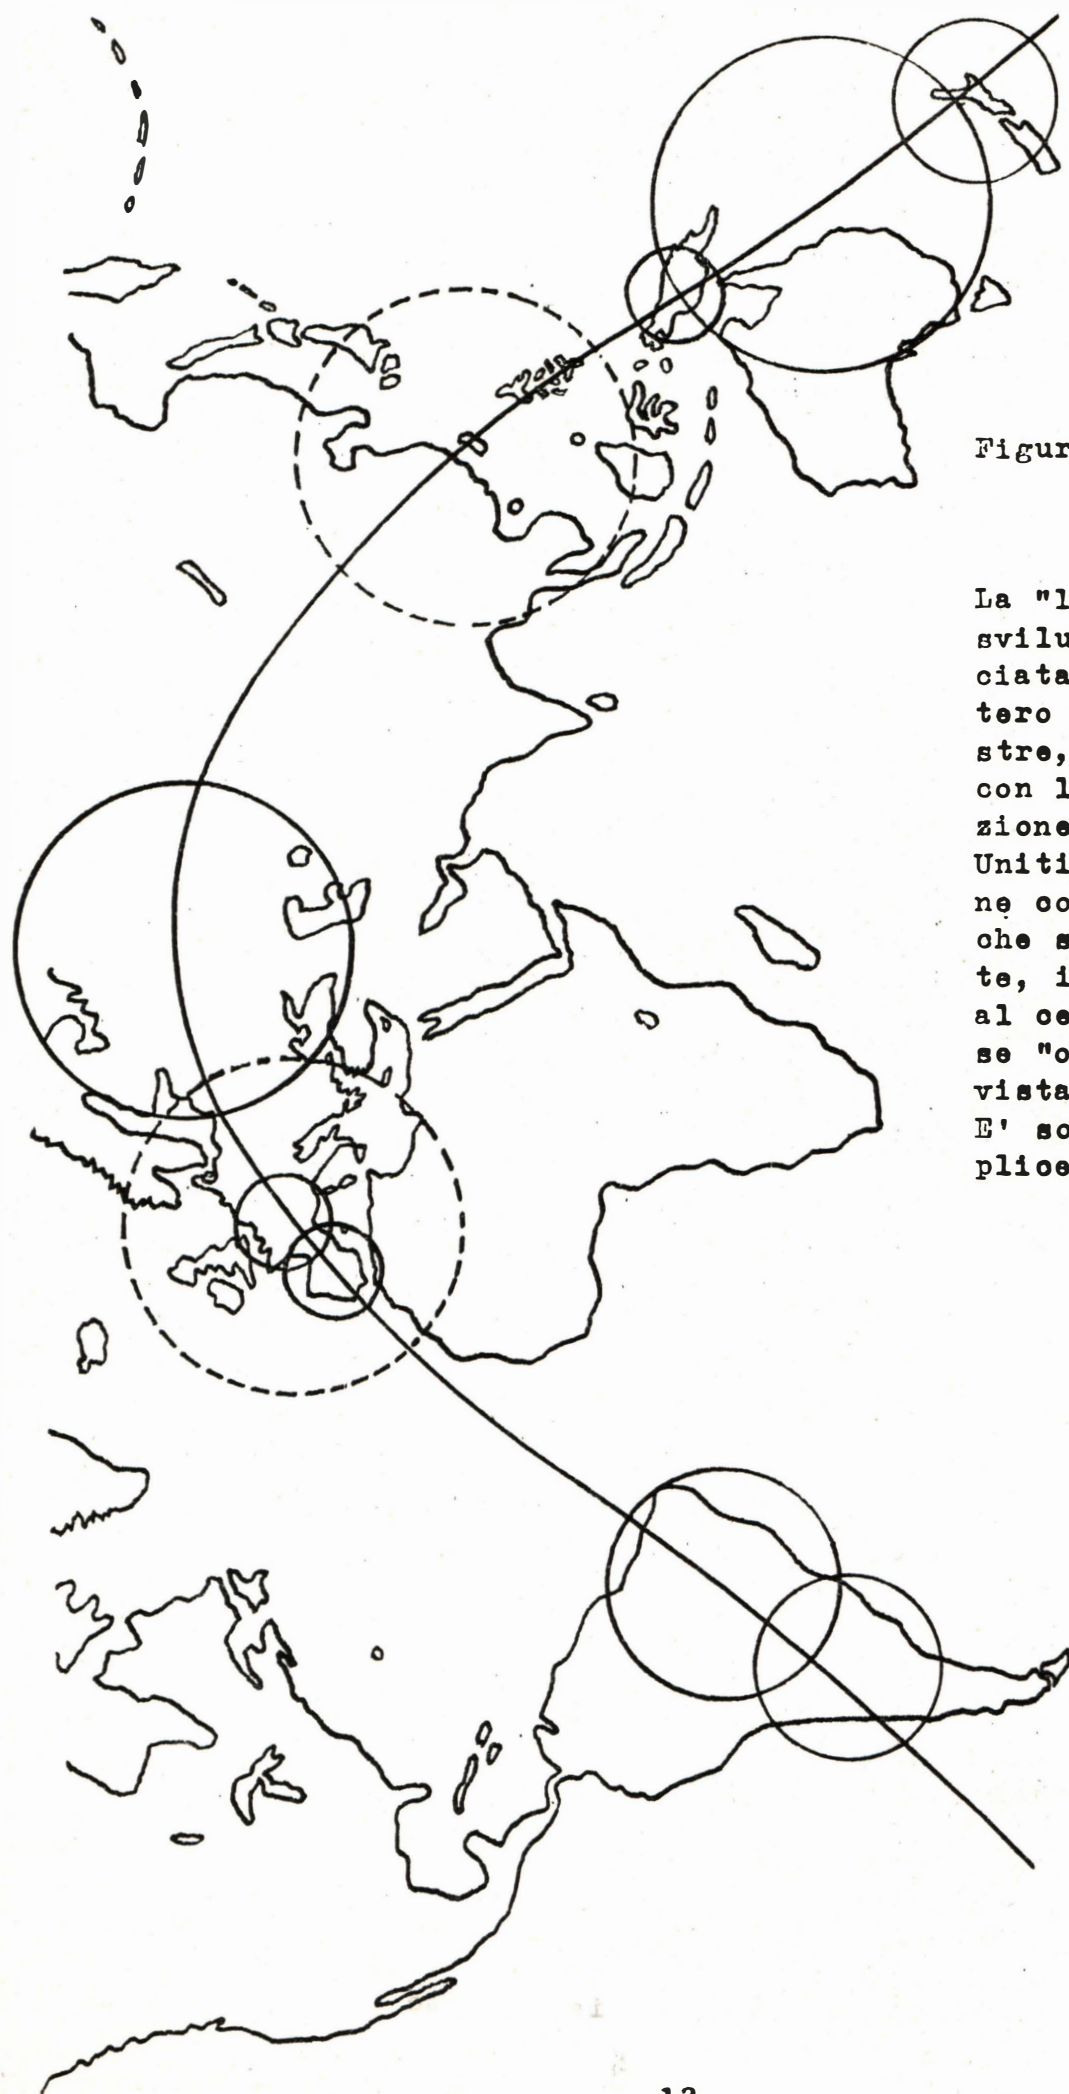 Figur
La "l
svilu
ciata
tero
stre,
con l
zione
Uniti
ne co
che s
te, i
al ce
se "o
vista
E' so
plice